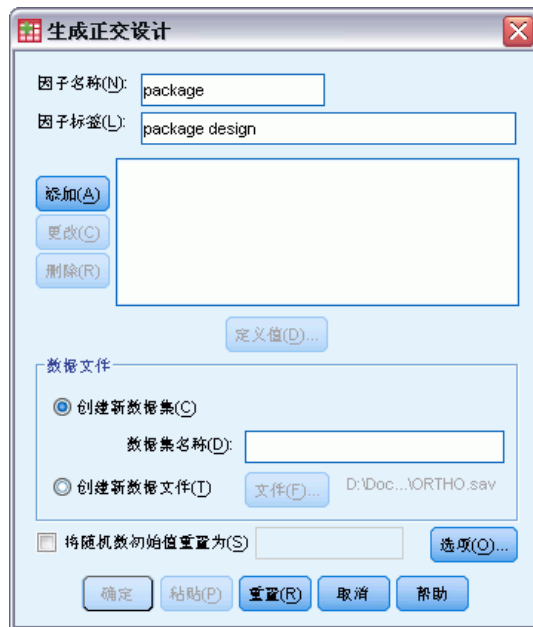 生成正交设计
因子名称(N): package
因子标签(L): package design
添加(A)
更改(C)
删除(R)
定义值(D)...
数据文件
创建新数据集(C)
数据集名称(D):
创建新数据文件(T) 文件(F)... D:\Doc...\ORTHO.sav
将随机数初始值重置为(S) 选项(O)...
确定 粘贴(P) 重置(R) 取消 帮助